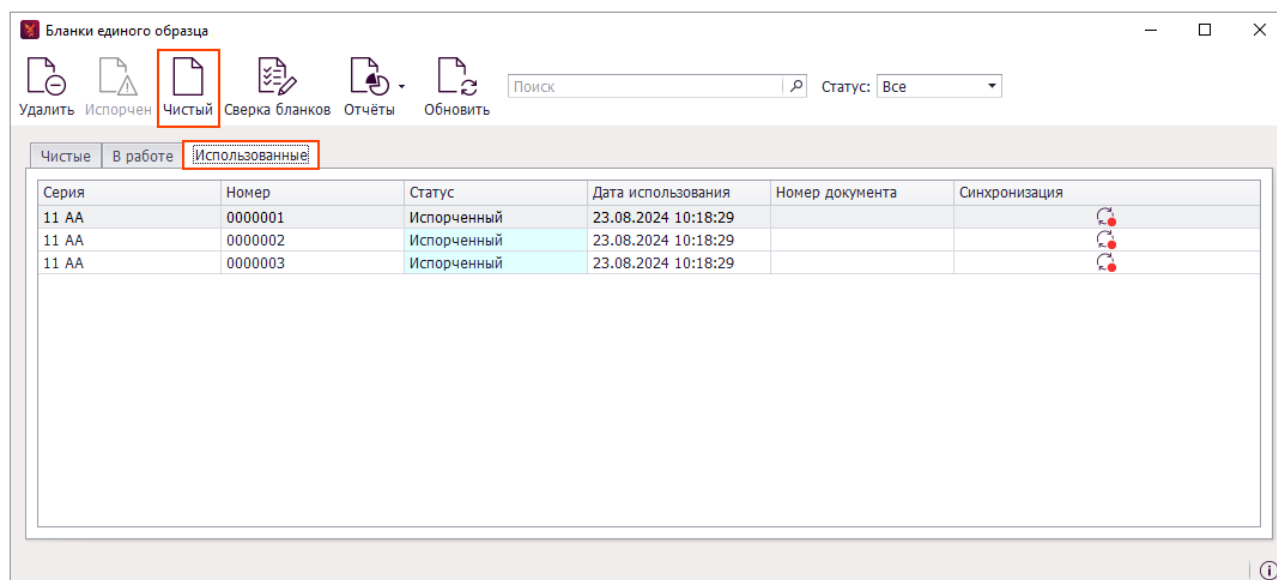 Бланки единого образца
Поиск Статус: Все
Удалить Испорчен Чистый Сверка бланков Отчёты Обновить
Чистые В работе Использованные
Серия Номер Статус Дата использования Номер документа Синхронизация
11 АА 0000001 Испорченный 23.08.2024 10:18:29
11 АА 0000002 Испорченный 23.08.2024 10:18:29
11 АА 0000003 Испорченный 23.08.2024 10:18:29